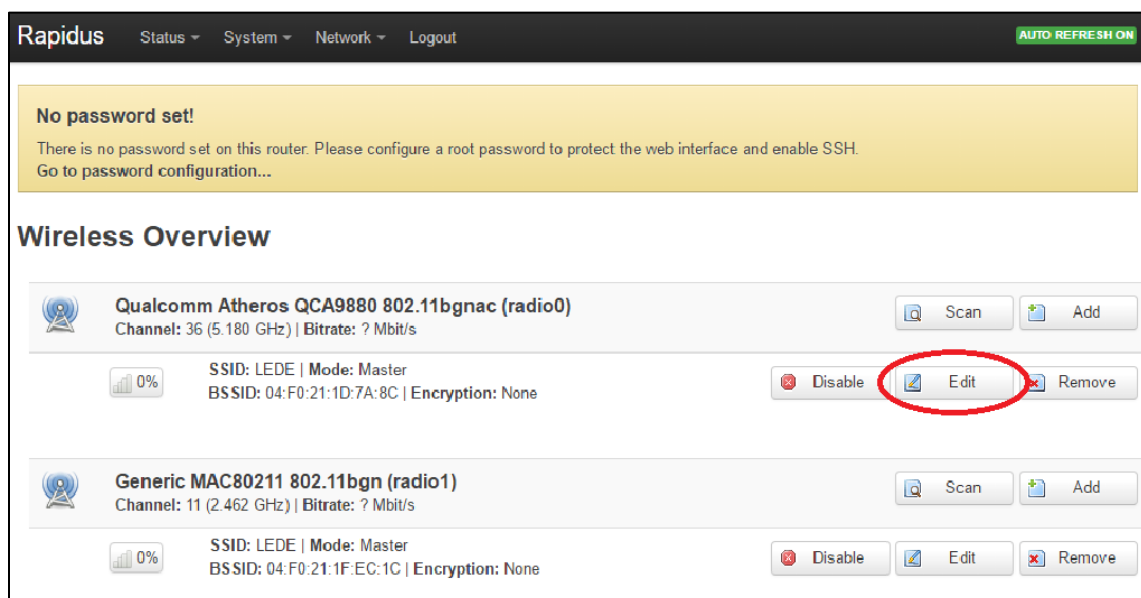 Rapidus Status System Network Logout AUTO REFRESH ON
No password set!
There is no password set on this router. Please configure a root password to protect the web interface and enable SSH.
Go to password configuration...
Wireless Overview
Qualcomm Atheros QCA9880 802.11bgnac (radio0) Scan Add
Channel: 36 (5.180 GHz) | Bitrate: ? Mbit/s
0% SSID: LEDE | Mode: Master Disable Edit Remove
BSSID: 04:F0:21:1D:7A:8C | Encryption: None
Generic MAC80211 802.11bgn (radio1) Scan Add
Channel: 11 (2.462 GHz) | Bitrate: ? Mbit/s
0% SSID: LEDE | Mode: Master Disable Edit Remove
BSSID: 04:F0:21:1F:EC:1C | Encryption: None